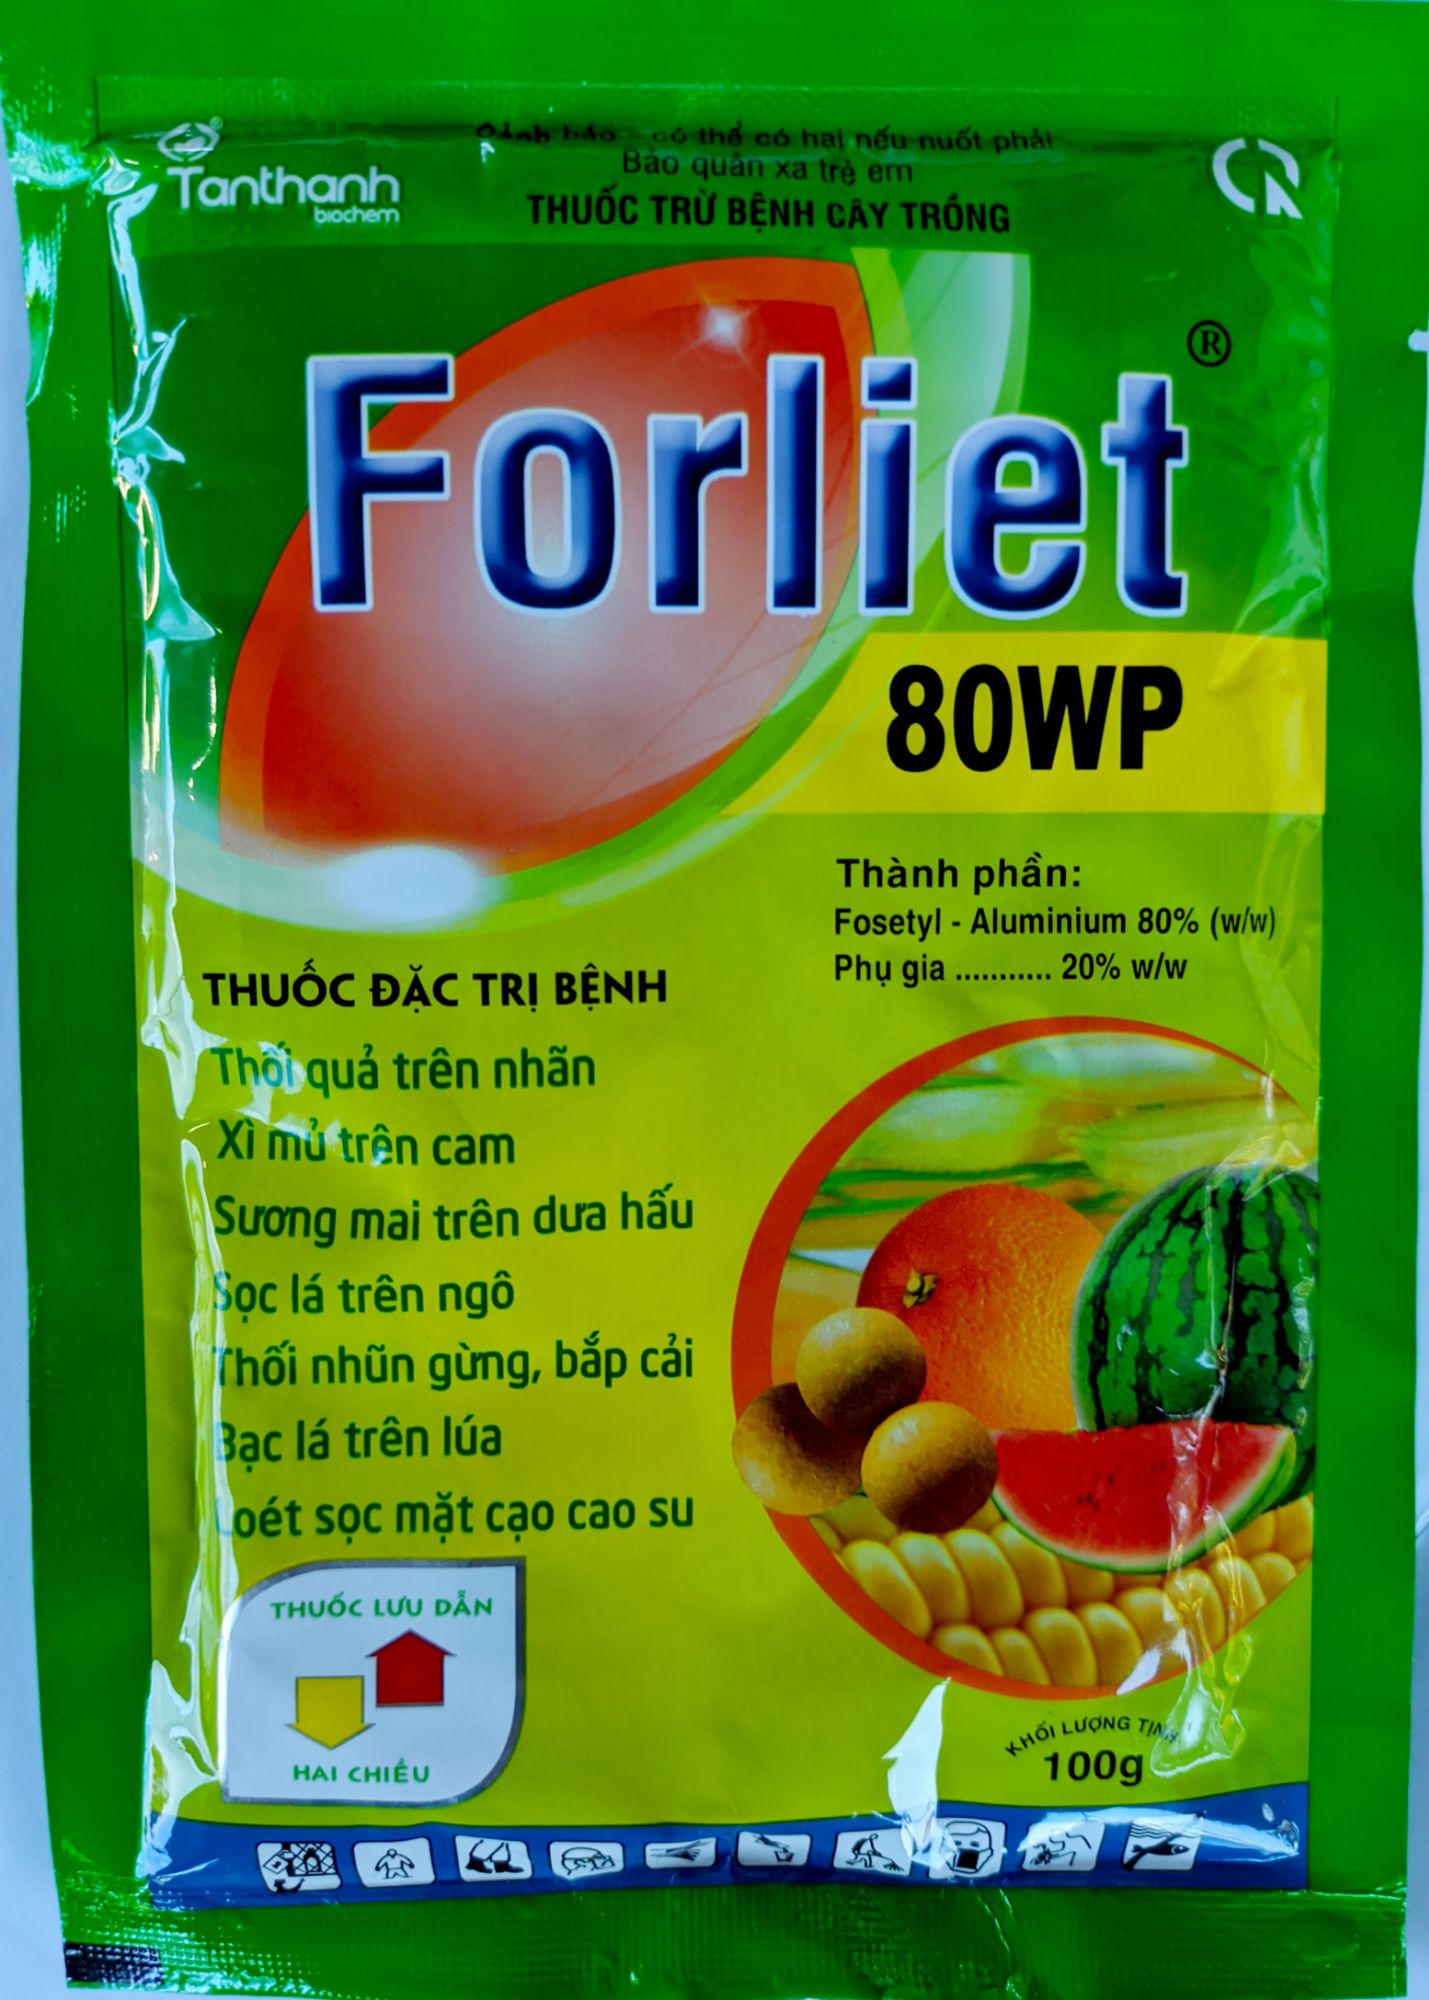 Tanthanh
biochem
Cảnh báo - có thể có hại nếu nuốt phải
Bảo quản xa trẻ em
THUỐC TRỪ BỆNH CÂY TRỒNG
Forliet®
80WP
Thành phần:
Fosetyl - Aluminium 80% (w/w)
Phụ gia ........... 20% w/w
THUỐC ĐẶC TRỊ BỆNH
Thối quả trên nhãn
Xì mủ trên cam
Sương mai trên dưa hấu
Sọc lá trên ngô
Thối nhũn gừng, bắp cải
Bạc lá trên lúa
Loét sọc mặt cạo cao su
THUỐC LƯU DẪN
HAI CHIỀU
KHỐI LƯỢNG TỊNH
100g